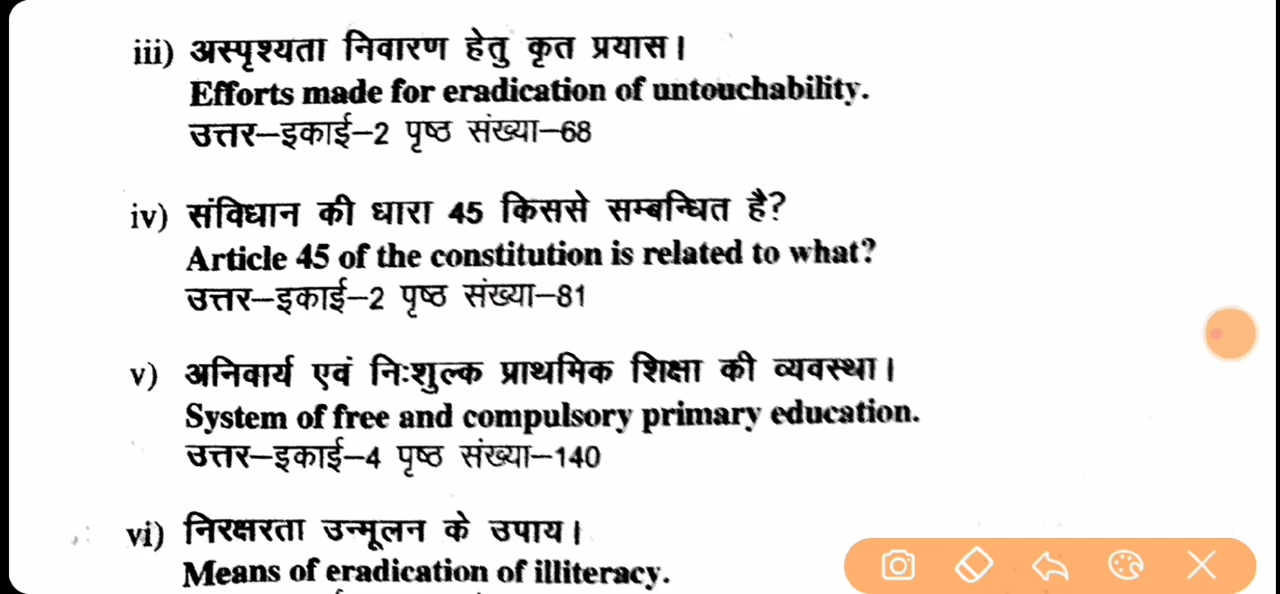 iii) अस्पृश्यता निवारण हेतु कृत प्रयास।
Efforts made for eradication of untouchability.
उत्तर–इकाई–2 पृष्ठ संख्या–68
iv) संविधान की धारा 45 किससे सम्बन्धित है?
Article 45 of the constitution is related to what?
उत्तर–इकाई–2 पृष्ठ संख्या–81
v) अनिवार्य एवं निःशुल्क प्राथमिक शिक्षा की व्यवस्था।
System of free and compulsory primary education.
उत्तर–इकाई–4 पृष्ठ संख्या–140
vi) निरक्षरता उन्मूलन के उपाय।
Means of eradication of illiteracy.